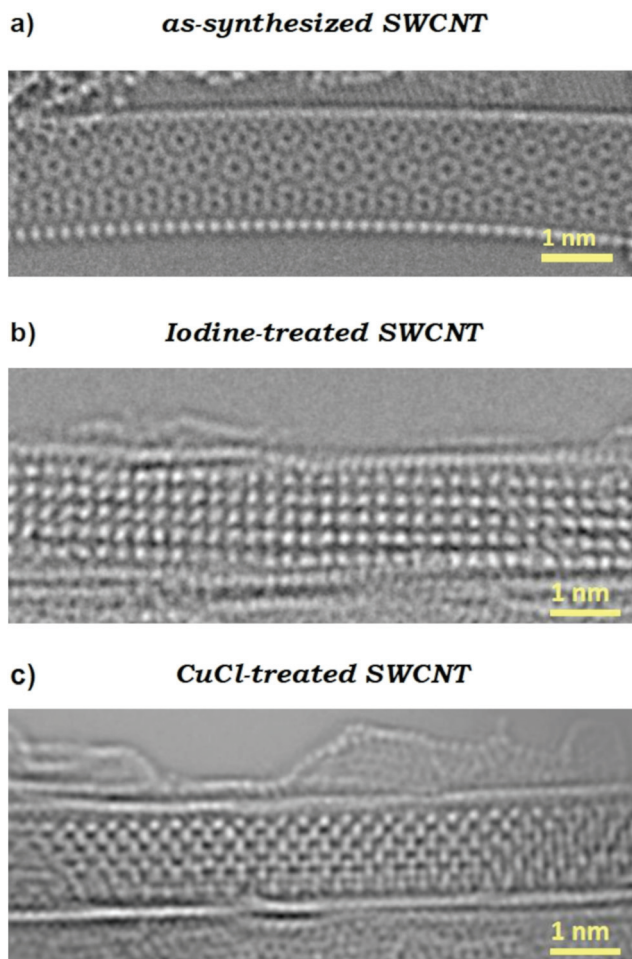 a) as-synthesized SWCNT
1 nm
b) Iodine-treated SWCNT
1 nm
c) CuCl-treated SWCNT
1 nm